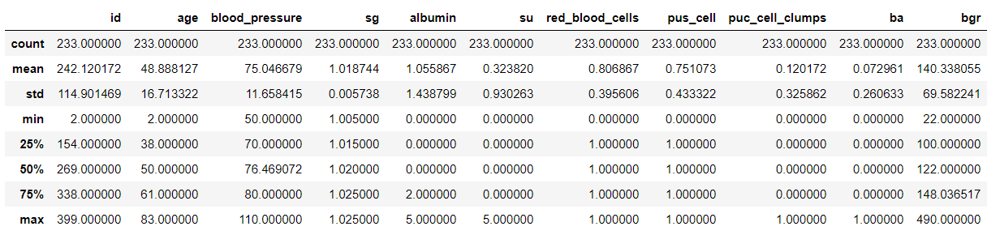 id age blood_pressure sg albumin su red_blood_cells pus_cell puc_cell_clumps ba bgr
count 233.000000 233.000000 233.000000 233.000000 233.000000 233.000000 233.000000 233.000000 233.000000 233.000000 233.000000
mean 242.120172 48.888127 75.046679 1.018744 1.055867 0.323820 0.806867 0.751073 0.120172 0.072961 140.338055
std 114.901469 16.713322 11.658415 0.005738 1.438799 0.930263 0.395606 0.433322 0.325862 0.260633 69.582241
min 2.000000 2.000000 50.000000 1.005000 0.000000 0.000000 0.000000 0.000000 0.000000 0.000000 22.000000
25% 154.000000 38.000000 70.000000 1.015000 0.000000 0.000000 1.000000 1.000000 0.000000 0.000000 100.000000
50% 269.000000 50.000000 76.469072 1.020000 0.000000 0.000000 1.000000 1.000000 0.000000 0.000000 122.000000
75% 338.000000 61.000000 80.000000 1.025000 2.000000 0.000000 1.000000 1.000000 0.000000 0.000000 148.036517
max 399.000000 83.000000 110.000000 1.025000 5.000000 5.000000 1.000000 1.000000 1.000000 1.000000 490.000000